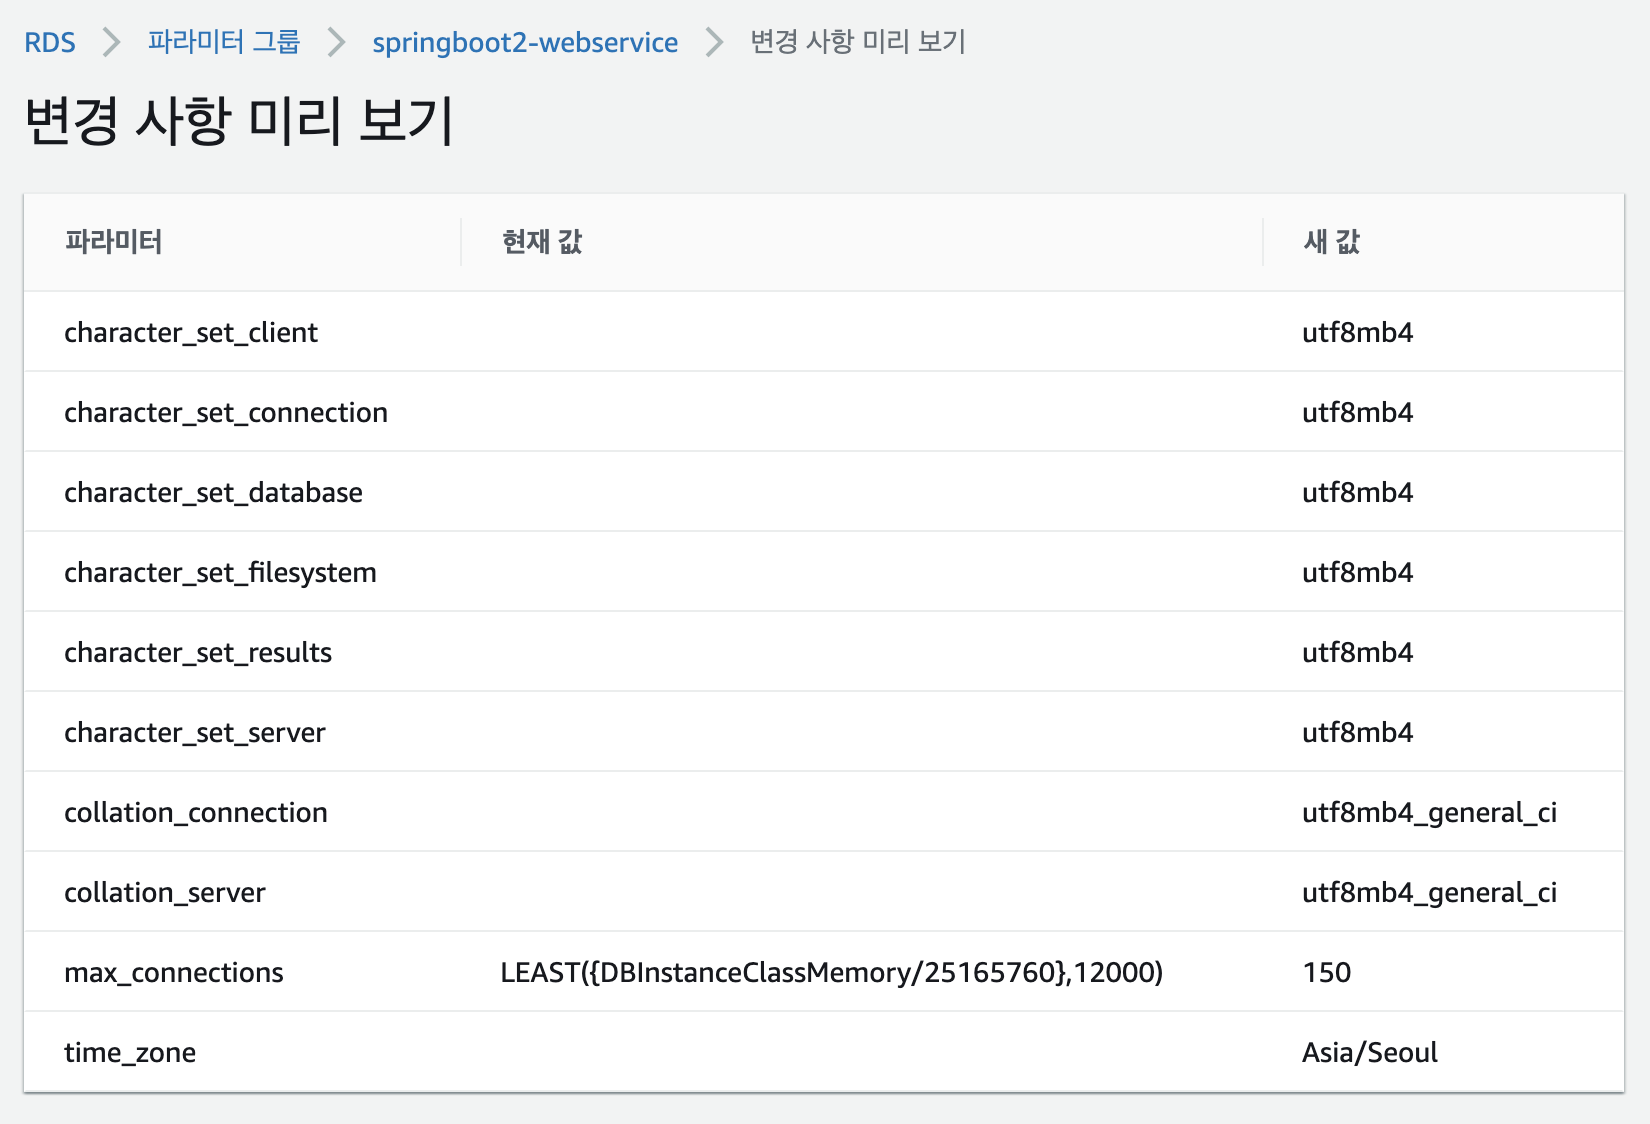 RDS > 파라미터 그룹 > springboot2-webservice > 변경 사항 미리 보기
변경 사항 미리 보기
파라미터 현재 값 새 값
character_set_client utf8mb4
character_set_connection utf8mb4
character_set_database utf8mb4
character_set_filesystem utf8mb4
character_set_results utf8mb4
character_set_server utf8mb4
collation_connection utf8mb4_general_ci
collation_server utf8mb4_general_ci
max_connections LEAST({DBInstanceClassMemory/25165760},12000) 150
time_zone Asia/Seoul